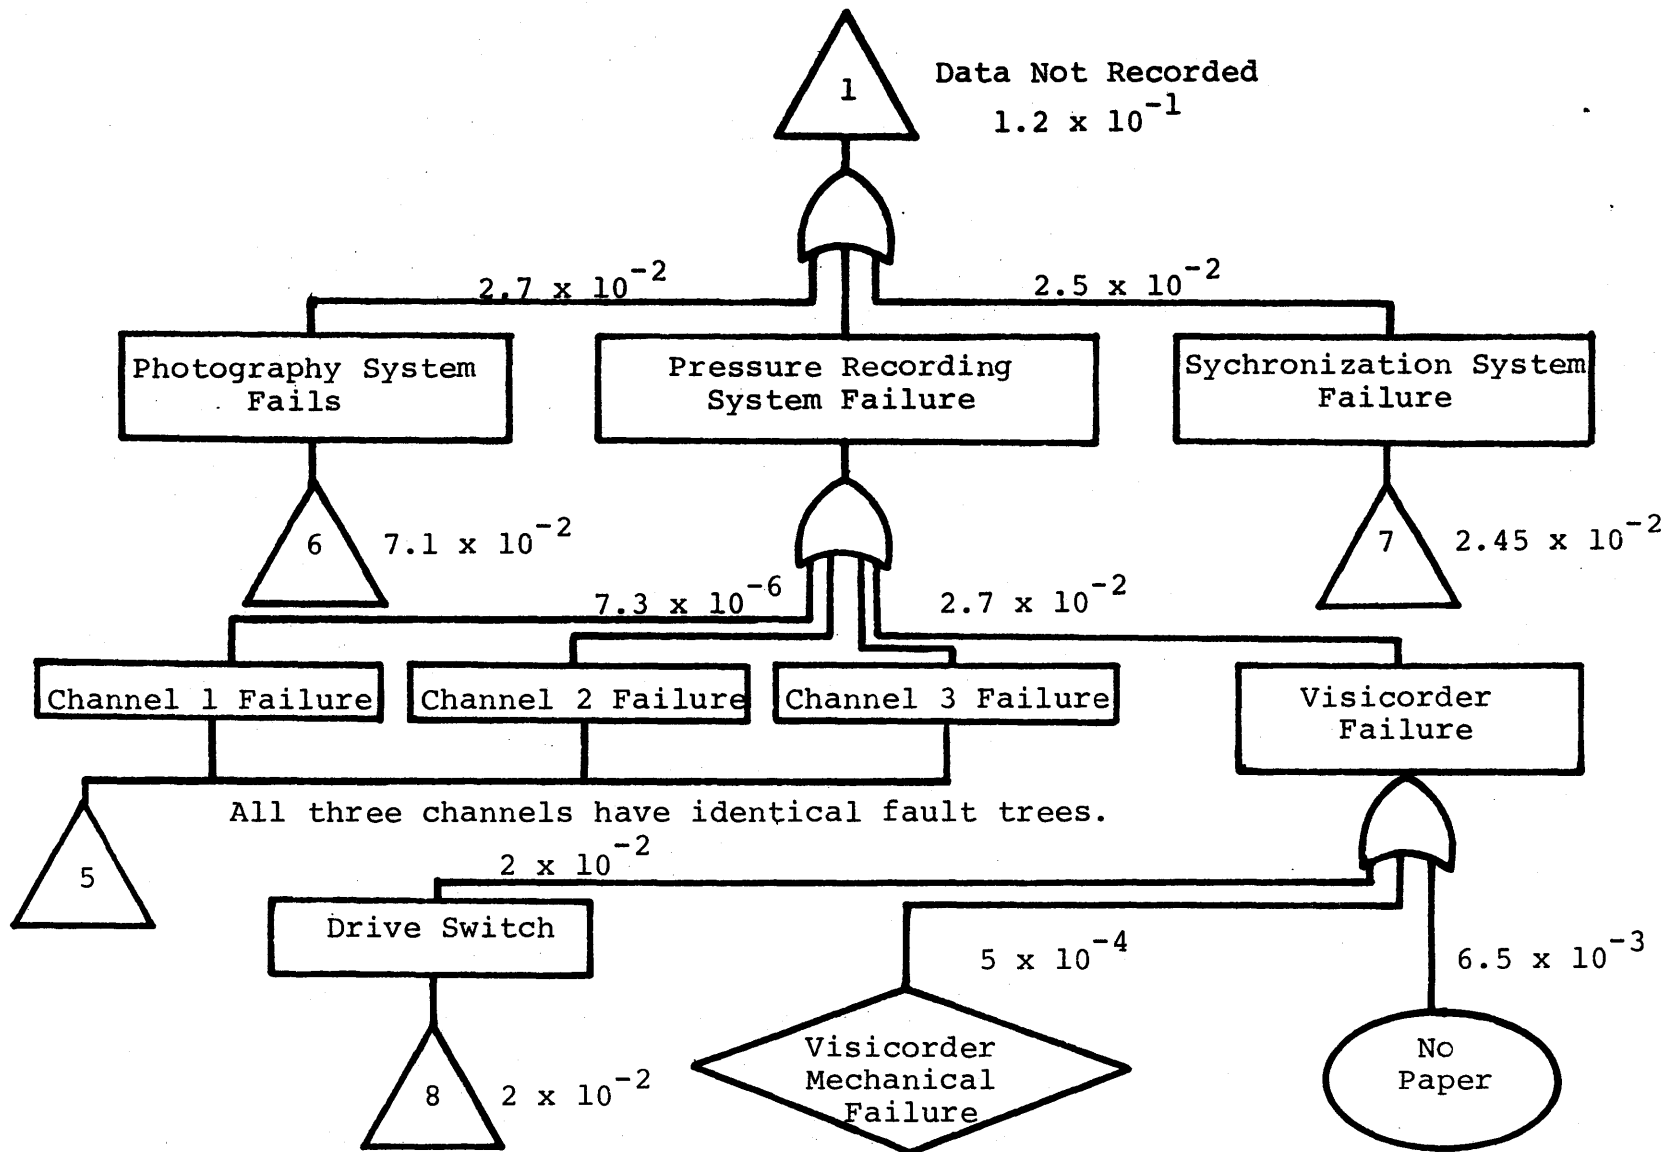 1
Data Not Recorded
1.2 x 10^-1
2.7 x 10^-2
2.5 x 10^-2
Photography System
Fails
Pressure Recording
System Failure
Sychronization System
Failure
6
7.1 x 10^-2
7
2.45 x 10^-2
7.3 x 10^-6
2.7 x 10^-2
Channel 1 Failure
Channel 2 Failure
Channel 3 Failure
Visicorder
Failure
All three channels have identical fault trees.
5
2 x 10^-2
Drive Switch
5 x 10^-4
6.5 x 10^-3
8
2 x 10^-2
Visicorder
Mechanical
Failure
No
Paper